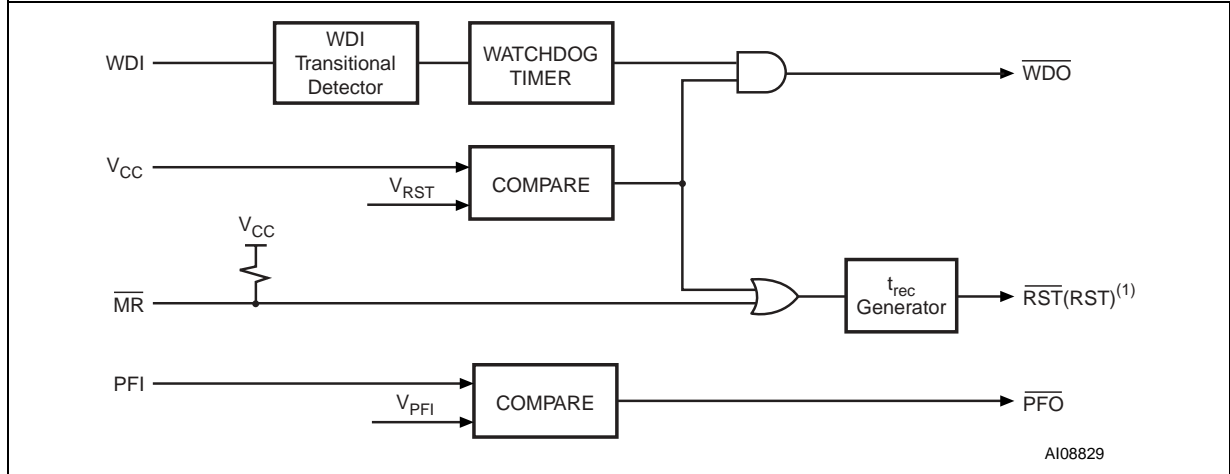 WDI
WDI
Transitional
Detector
WATCHDOG
TIMER
WDO
VCC
VRST
COMPARE
VCC
MR
trec
Generator
RST(RST)(1)
PFI
VPFI
COMPARE
PFO
AI08829